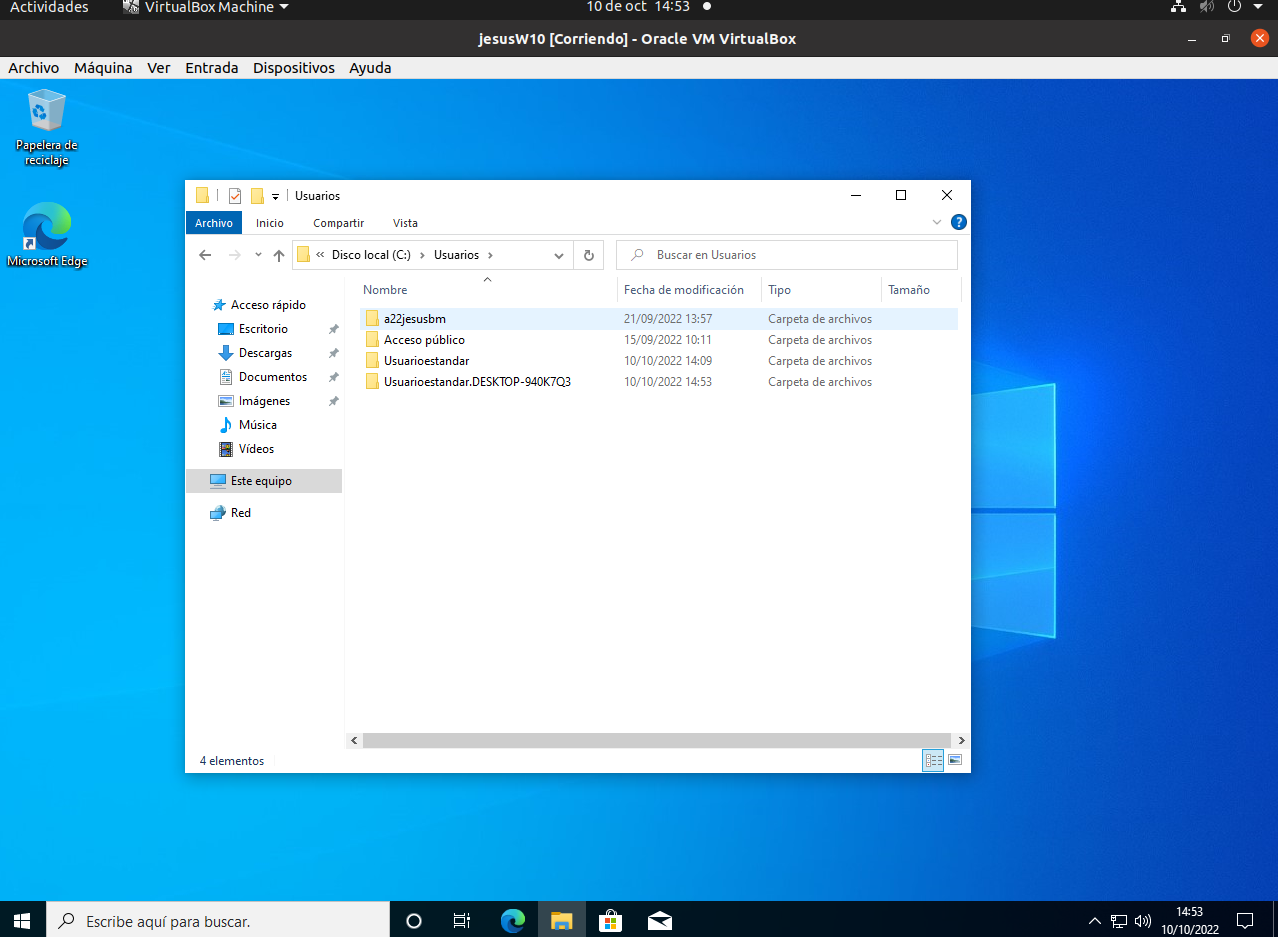 Actividades
VirtualBox Machine
10 de oct 14:53
jesusW10 [Corriendo] - Oracle VM VirtualBox
Archivo Máquina Ver Entrada Dispositivos Ayuda
Papelera de
reciclaje
Microsoft Edge
Usuarios
Archivo Inicio Compartir Vista
?
« Disco local (C:) › Usuarios ›
Buscar en Usuarios
Nombre Fecha de modificación Tipo Tamaño
Acceso rápido
Escritorio
Descargas
Documentos
Imágenes
Música
Vídeos
Este equipo
Red
a22jesusbm 21/09/2022 13:57 Carpeta de archivos
Acceso público 15/09/2022 10:11 Carpeta de archivos
Usuarioestandar 10/10/2022 14:09 Carpeta de archivos
Usuarioestandar.DESKTOP-940K7Q3 10/10/2022 14:53 Carpeta de archivos
4 elementos
Escribe aquí para buscar.
14:53
10/10/2022